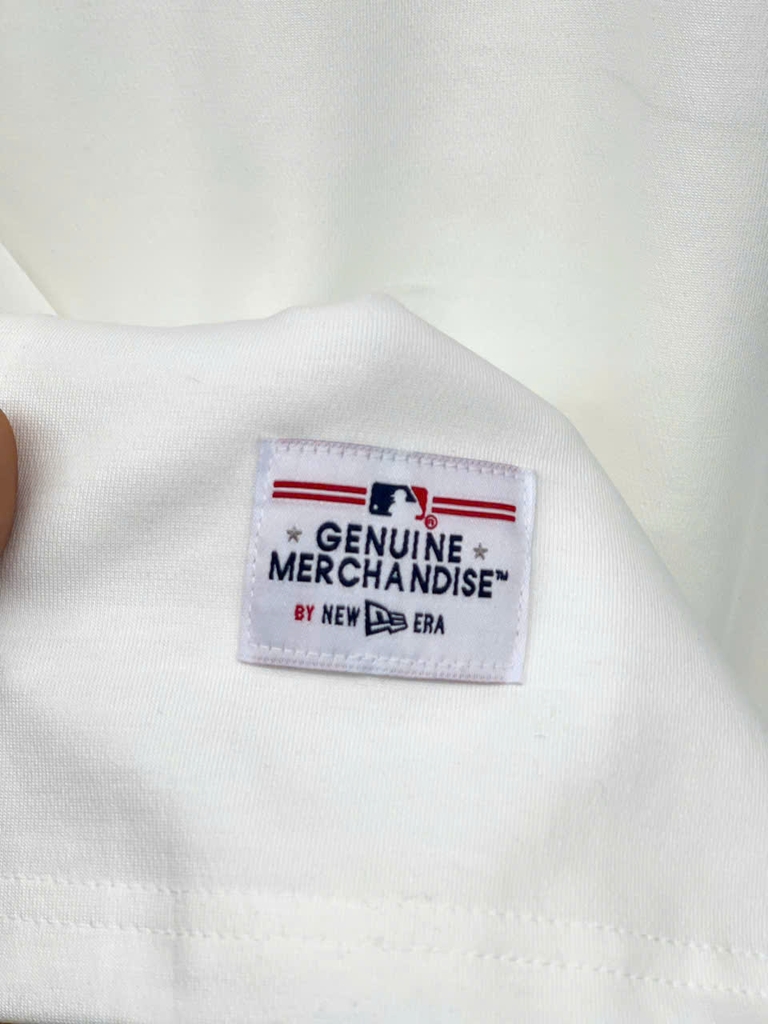 ®
GENUINE
MERCHANDISE™
BY NEW ERA